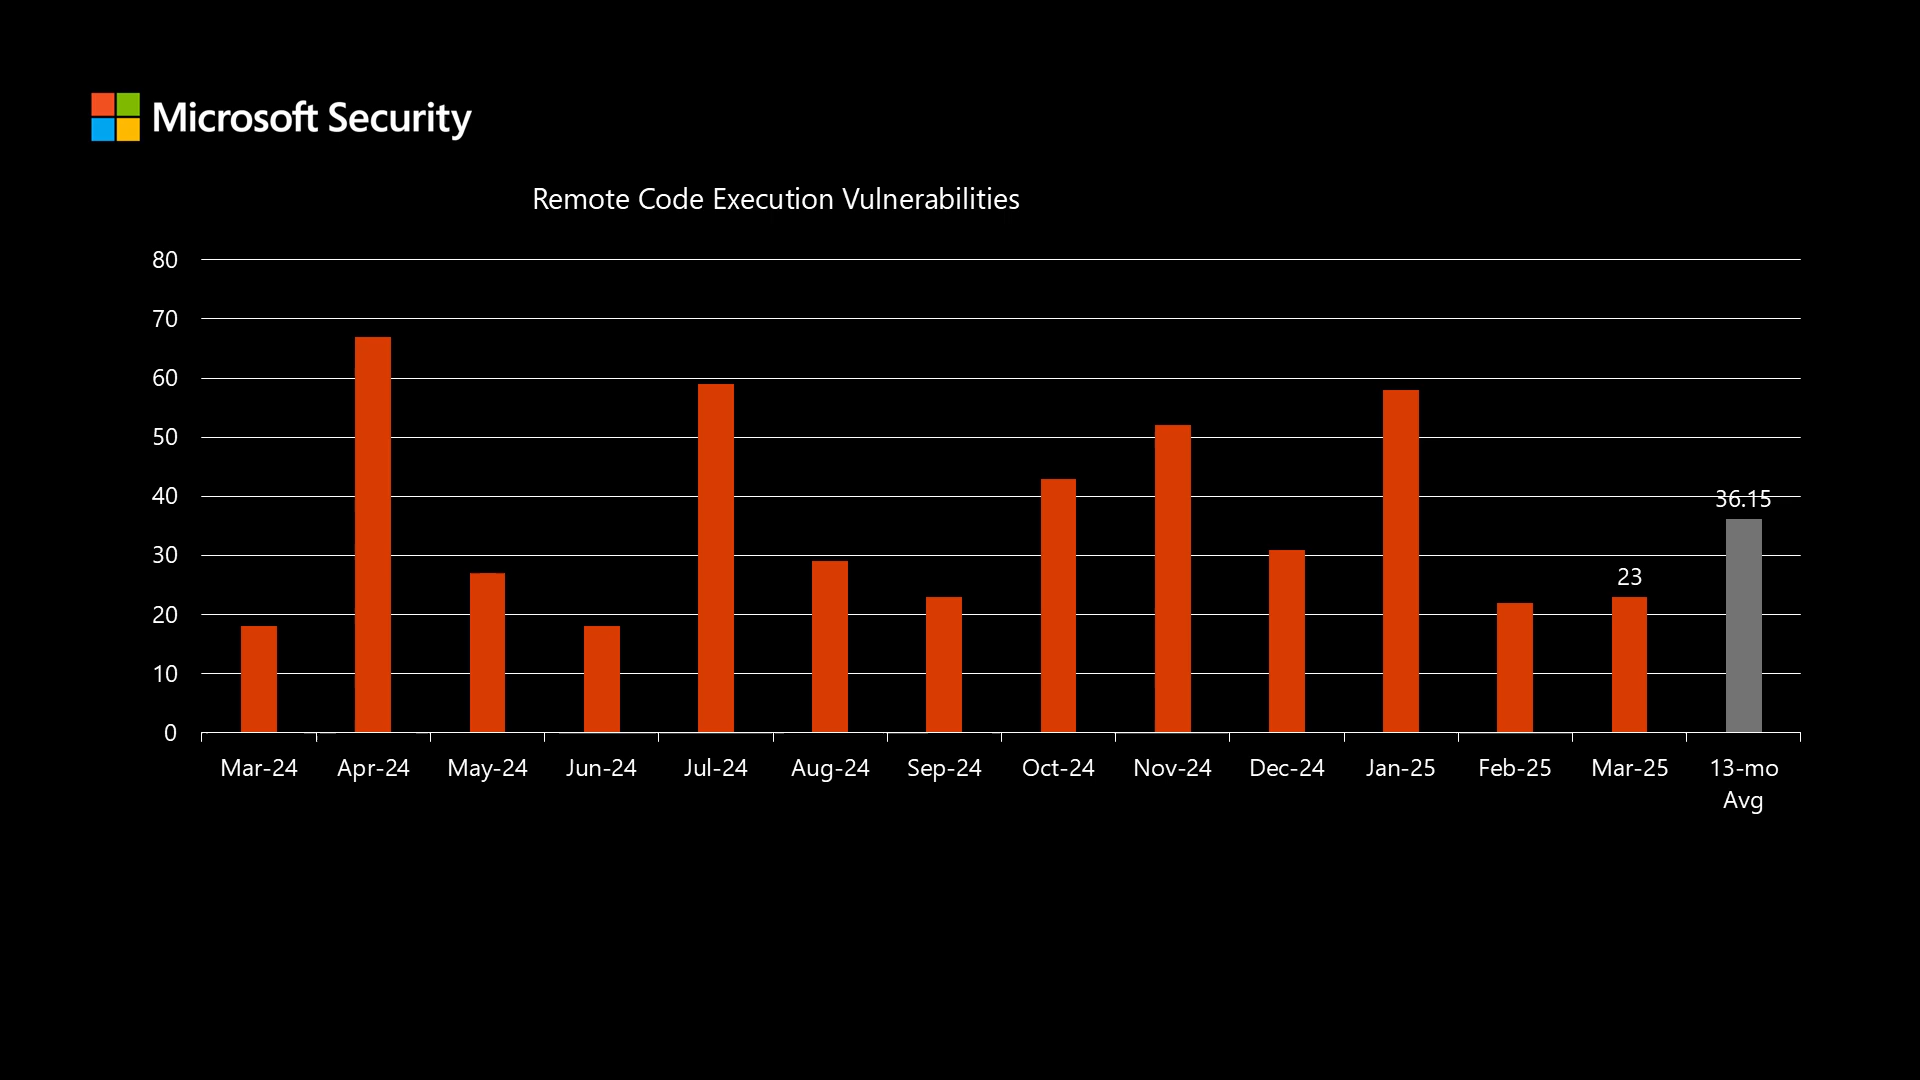 Microsoft Security
Remote Code Execution Vulnerabilities
80
70
60
50
40
30
20
10
0
36.15
23
Mar-24 Apr-24 May-24 Jun-24 Jul-24 Aug-24 Sep-24 Oct-24 Nov-24 Dec-24 Jan-25 Feb-25 Mar-25 13-mo
Avg